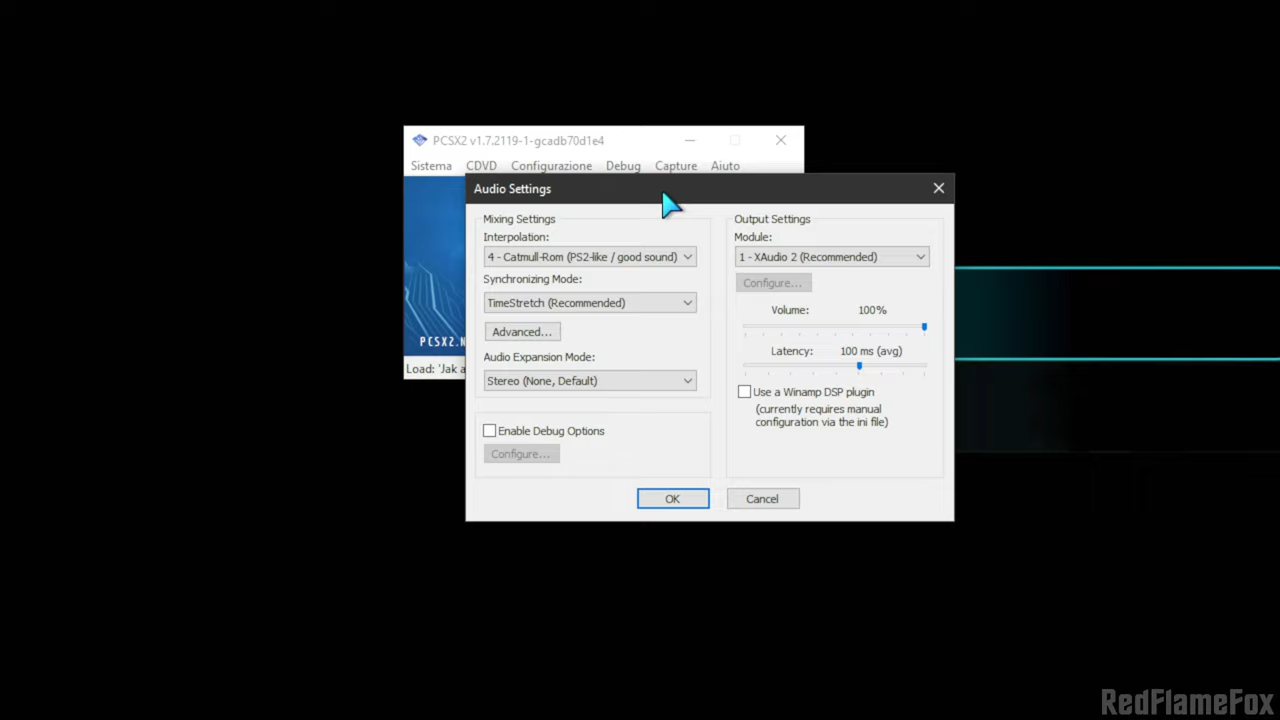 PCSX2 v1.7.2119-1-gcadb70d1e4
Sistema CDVD Configurazione Debug Capture Aiuto
Audio Settings
Mixing Settings
Interpolation:
4 - Catmull-Rom (PS2-like / good sound)
Synchronizing Mode:
TimeStretch (Recommended)
Advanced...
Audio Expansion Mode:
Stereo (None, Default)
Enable Debug Options
Configure...
Output Settings
Module:
1 - XAudio 2 (Recommended)
Configure...
Volume: 100%
Latency: 100 ms (avg)
Use a Winamp DSP plugin
(currently requires manual
configuration via the ini file)
OK Cancel
PCSX2.N
Load: 'Jak a
RedFlameFox